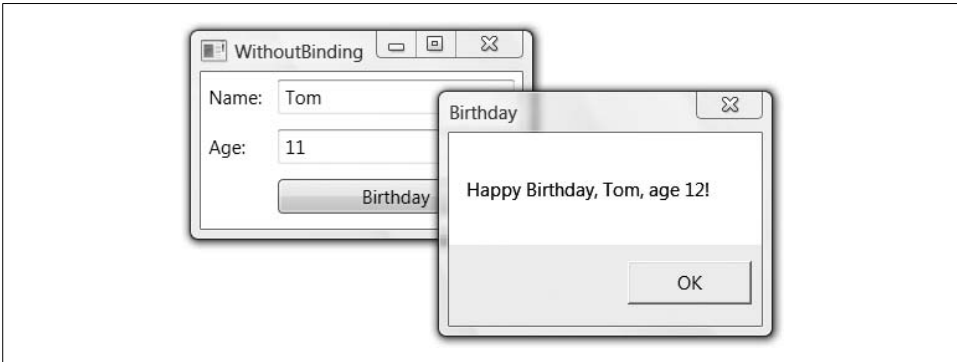 WithoutBinding
Name: Tom
Age: 11
Birthday
Birthday
Happy Birthday, Tom, age 12!
OK